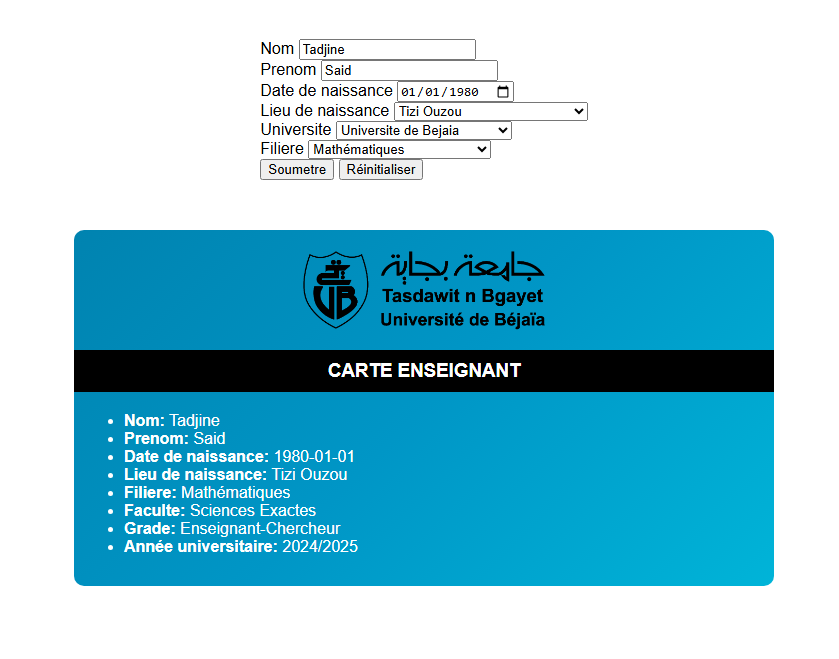 Nom Tadjine
Prenom Said
Date de naissance 01/01/1980
Lieu de naissance Tizi Ouzou
Universite Universite de Bejaia
Filiere Mathématiques
Soumetre Réinitialiser
جامعة بجاية
Tasdawit n Bgayet
Université de Béjaïa
UB
CARTE ENSEIGNANT
Nom: Tadjine
Prenom: Said
Date de naissance: 1980-01-01
Lieu de naissance: Tizi Ouzou
Filiere: Mathématiques
Faculte: Sciences Exactes
Grade: Enseignant-Chercheur
Année universitaire: 2024/2025